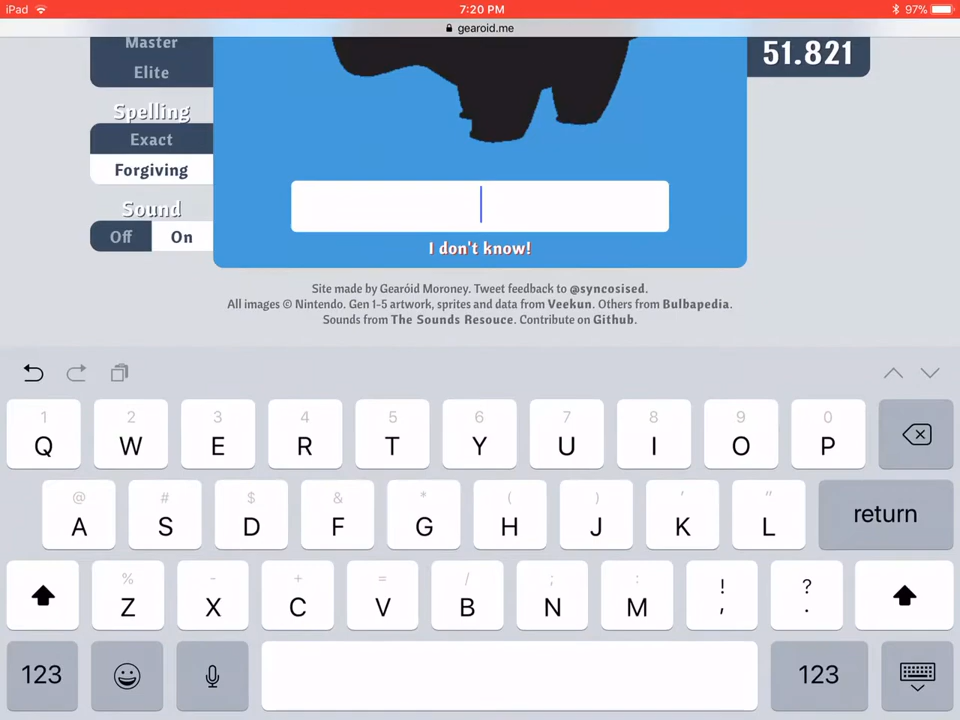 iPad 7:20 PM 97%
gearoid.me
Master
Elite
51.821
Spelling
Exact
Forgiving
Sound
Off On
I don't know!
Site made by Gearóid Moroney. Tweet feedback to @syncosised.
All images © Nintendo. Gen 1-5 artwork, sprites and data from Veekun. Others from Bulbapedia.
Sounds from The Sounds Resouce. Contribute on Github.
1 2 3 4 5 6 7 8 9 0
Q W E R T Y U I O P
@ # $ & * ( ) ' "
A S D F G H J K L return
% - + = / ; : ! ?
Z X C V B N M , .
123 123